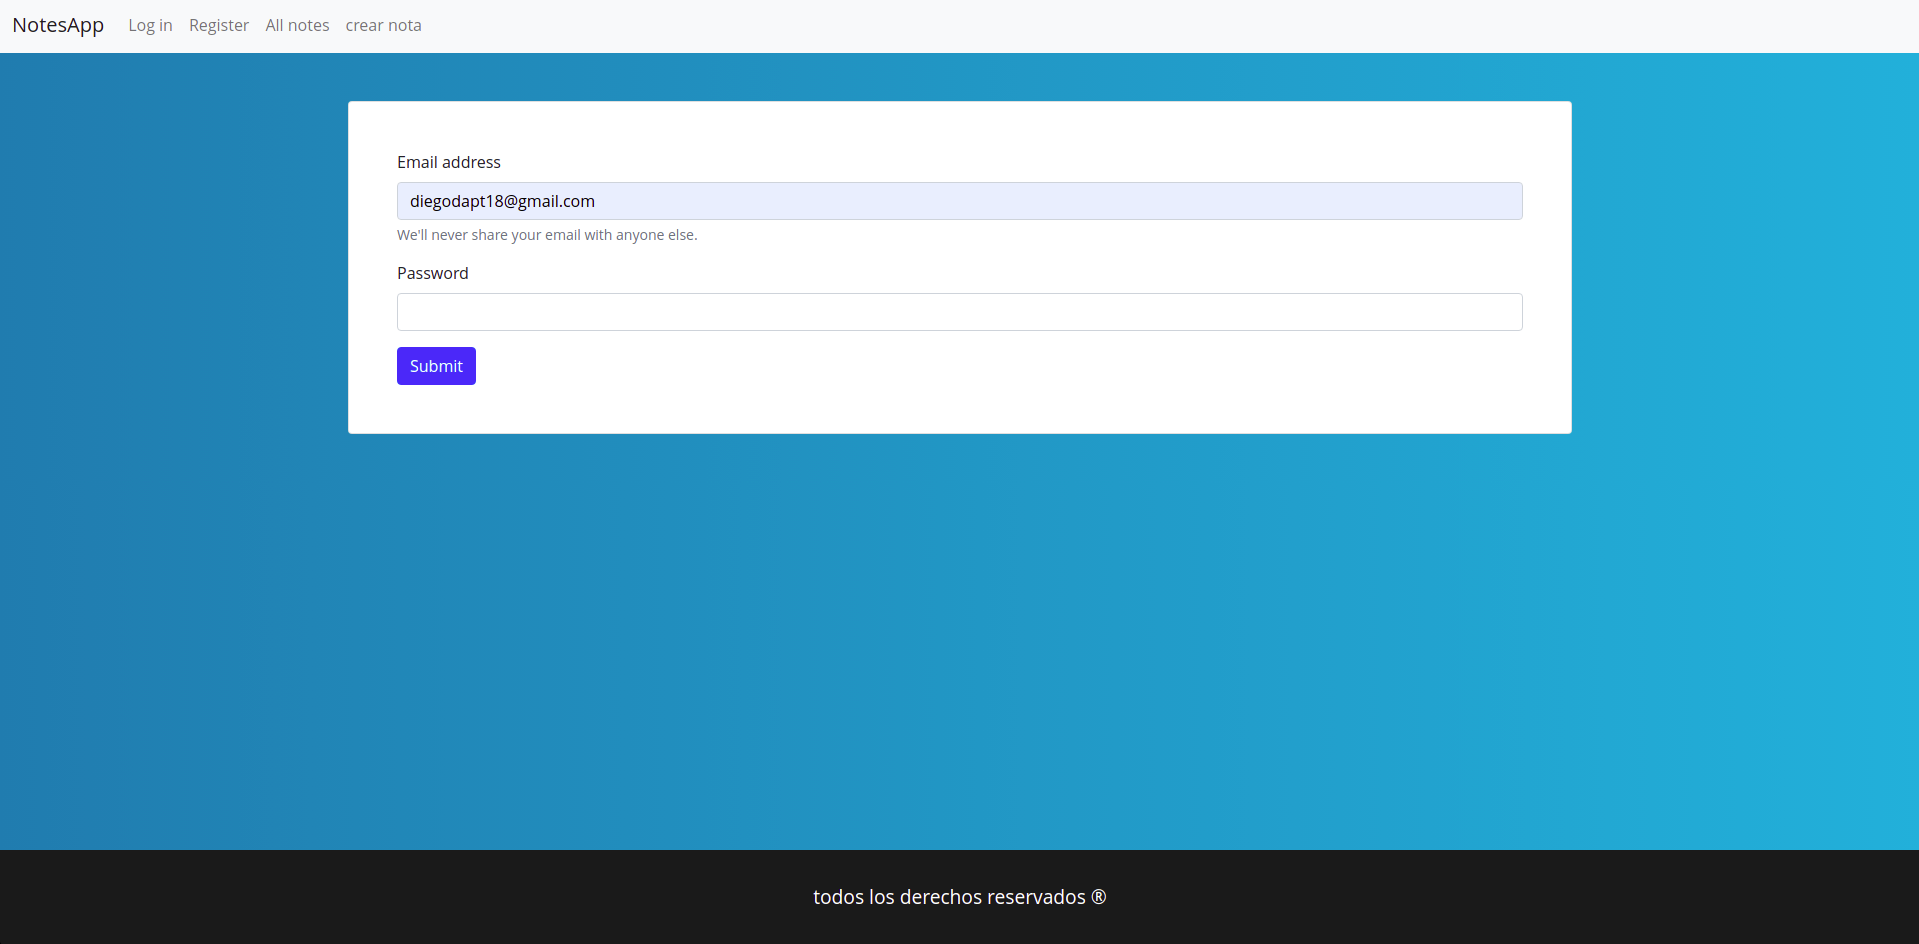 NotesApp Log in Register All notes crear nota
Email address
diegodapt18@gmail.com
We'll never share your email with anyone else.
Password
Submit
todos los derechos reservados ®